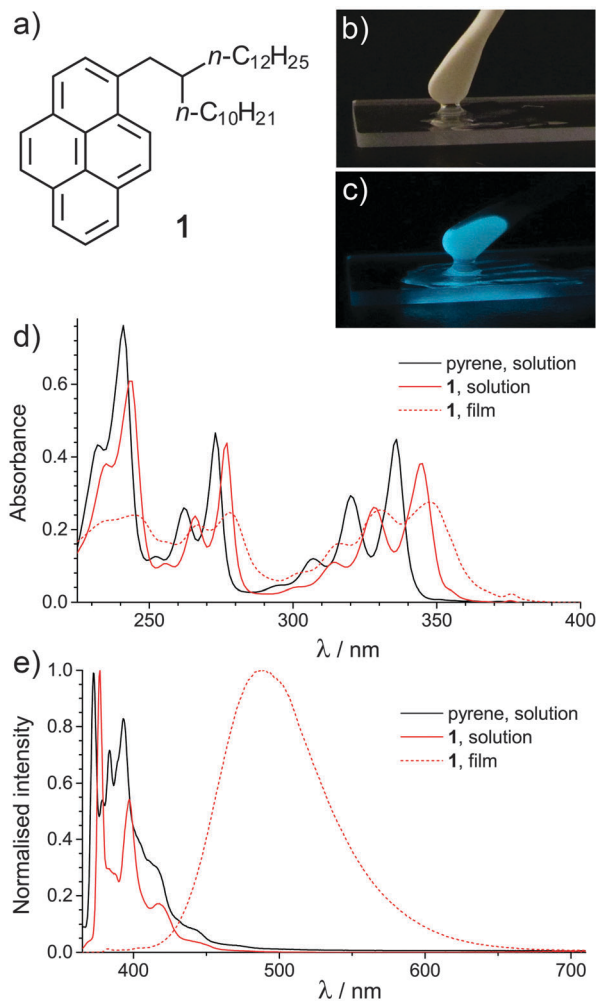 a)
n-C12H25
n-C10H21
1
b)
c)
d)
Absorbance
0.6
0.4
0.2
0.0
250
300
350
400
λ / nm
pyrene, solution
1, solution
1, film
e)
Normalised intensity
1.0
0.8
0.6
0.4
0.2
0.0
400
500
600
700
λ / nm
pyrene, solution
1, solution
1, film